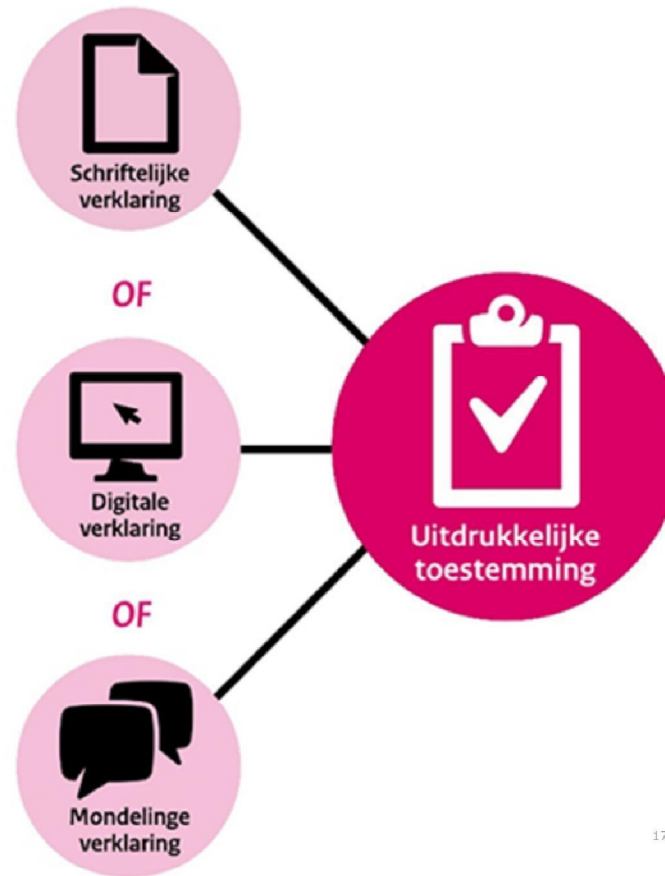 Schriftelijke
verklaring
OF
Digitale
verklaring
OF
Mondelinge
verklaring
Uitdrukkelijke
toestemming
17